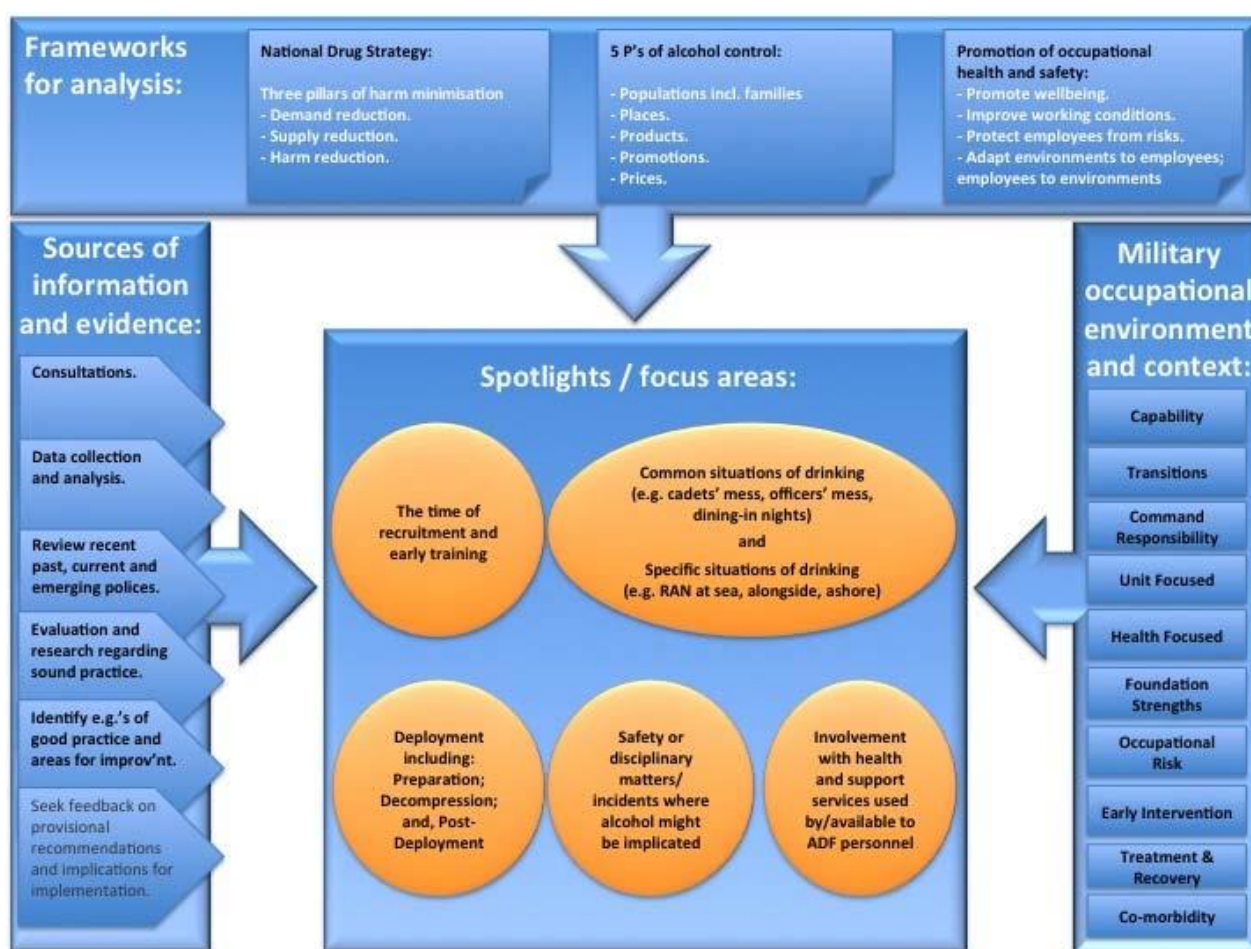 Frameworks
for analysis:
National Drug Strategy:
Three pillars of harm minimisation
- Demand reduction.
- Supply reduction.
- Harm reduction.
5 P's of alcohol control:
- Populations incl. families
- Places.
- Products.
- Promotions.
- Prices.
Promotion of occupational
health and safety:
- Promote wellbeing.
- Improve working conditions.
- Protect employees from risks.
- Adapt environments to employees;
employees to environments
Sources of
information
and evidence:
Consultations.
Data collection
and analysis.
Review recent
past, current and
emerging polices.
Evaluation and
research regarding
sound practice.
Identify e.g.'s of
good practice and
areas for improv'nt.
Seek feedback on
provisional
recommendations
and implications for
implementation.
Spotlights / focus areas:
The time of
recruitment and
early training
Common situations of drinking
(e.g. cadets' mess, officers' mess,
dining-in nights)
and
Specific situations of drinking
(e.g. RAN at sea, alongside, ashore)
Deployment
including:
Preparation;
Decompression;
and, Post-
Deployment
Safety or
disciplinary
matters/
incidents where
alcohol might
be implicated
Involvement
with health
and support
services used
by/available to
ADF personnel
Military
occupational
environment
and context:
Capability
Transitions
Command
Responsibility
Unit Focused
Health Focused
Foundation
Strengths
Occupational
Risk
Early Intervention
Treatment &
Recovery
Co-morbidity